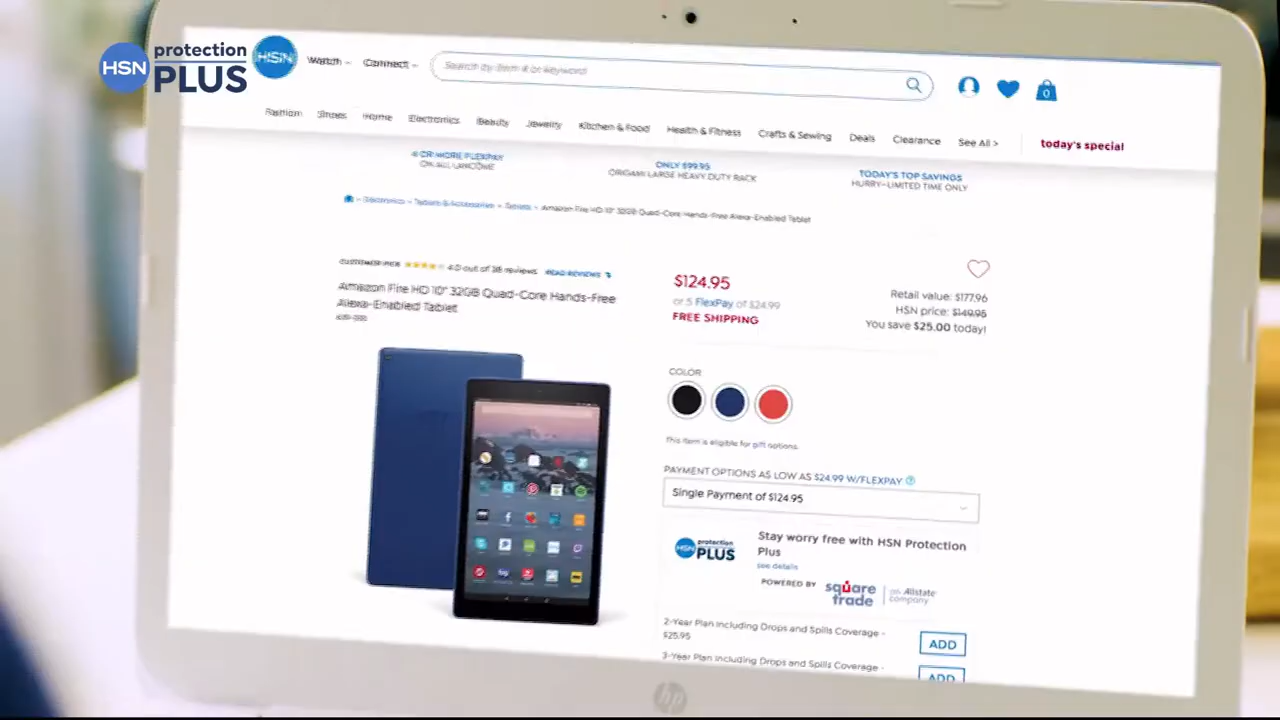 HSN protection PLUS
HSN
Watch
Connect
Search by item # or keyword
0
Fashion Shoes Home Electronics Beauty Jewelry Kitchen & Food Health & Fitness Crafts & Sewing Deals Clearance See All > today's special
ON ALL LANCOME
ONLY $99.95
ORIGAMI LARGE HEAVY DUTY RACK
TODAY'S TOP SAVINGS
HURRY–LIMITED TIME ONLY
Electronics > Tablets & Accessories > Tablets > Amazon Fire HD 10" 32GB Quad-Core Hands-Free Alexa-Enabled Tablet
CUSTOMER PICK 4.0 out of 36 reviews READ REVIEWS
Amazon Fire HD 10" 32GB Quad-Core Hands-Free
Alexa-Enabled Tablet
$124.95
or 5 FlexPay of $24.99
FREE SHIPPING
Retail value: $177.96
HSN price: $149.95
You save $25.00 today!
COLOR
This item is eligible for gift options.
PAYMENT OPTIONS AS LOW AS $24.99 W/FLEXPAY ?
Single Payment of $124.95
HSN protection PLUS
Stay worry free with HSN Protection
Plus
see details
POWERED BY square trade an Allstate company
2-Year Plan Including Drops and Spills Coverage -
$25.95
ADD
3-Year Plan Including Drops and Spills Coverage -
ADD
hp